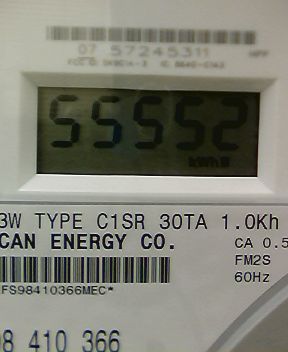 07 57245311
55552
kWh
3W TYPE C1SR 30TA 1.0Kh
CAN ENERGY CO.
CA 0.5
FM2S
60Hz
FS98410366MEC*
98 410 366